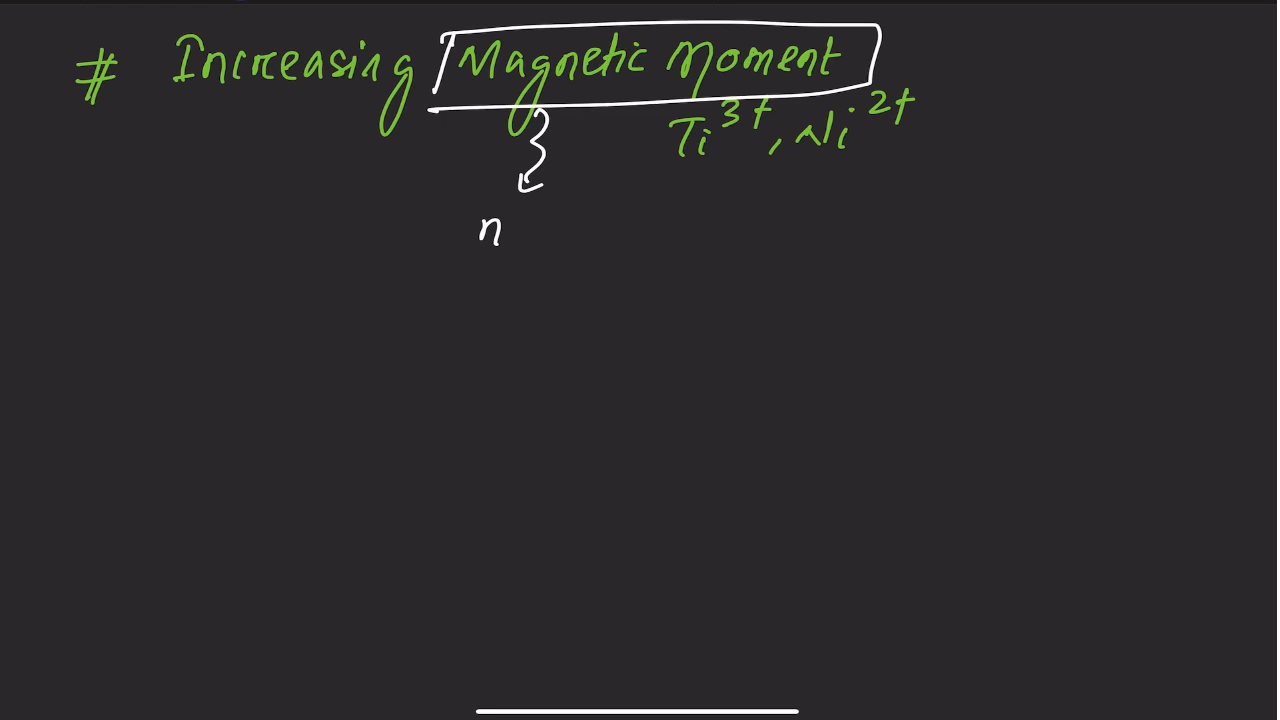 # Increasing Magnetic Moment
Ti³⁺, Ni²⁺
n